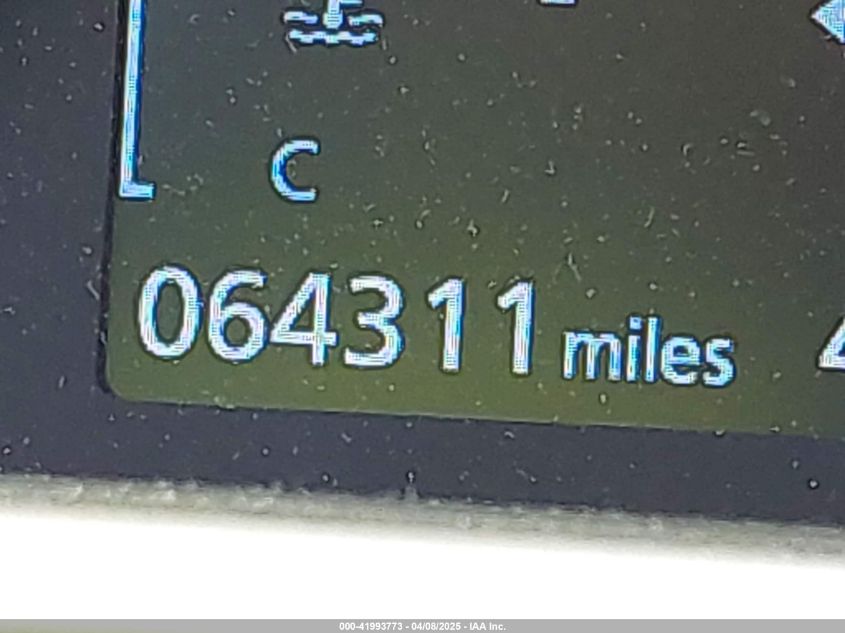 C
064311 miles
000-41993773 - 04/08/2025 - IAA Inc.